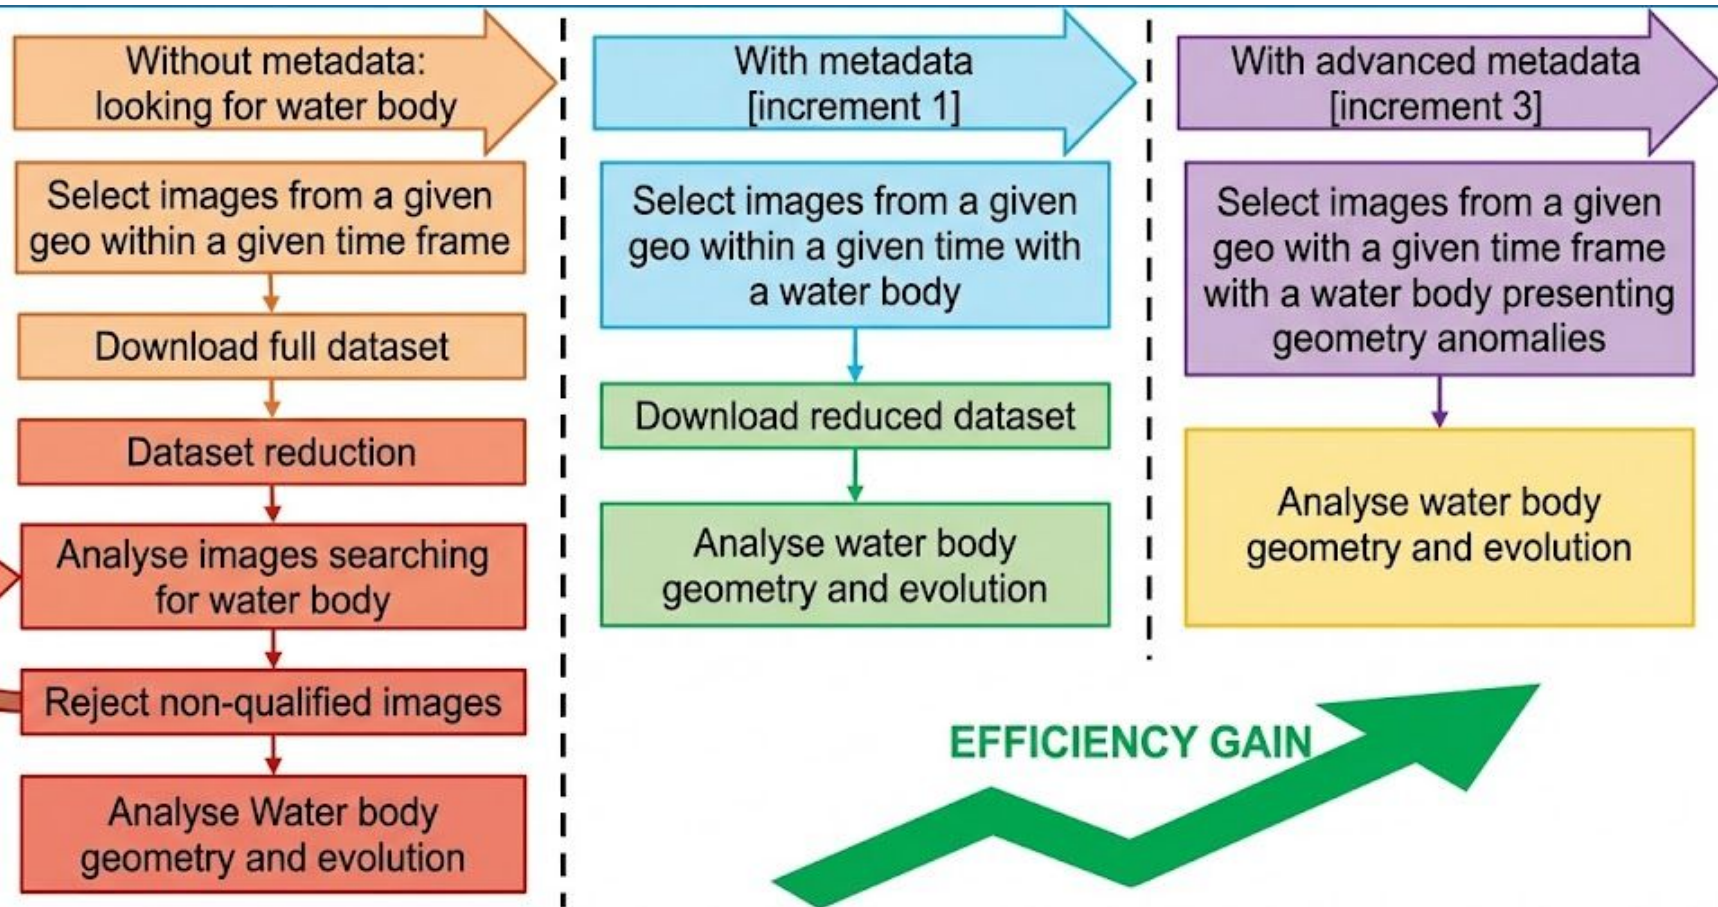 Without metadata:
looking for water body
Select images from a given
geo within a given time frame
Download full dataset
Dataset reduction
Analyse images searching
for water body
Reject non-qualified images
Analyse Water body
geometry and evolution
With metadata
[increment 1]
Select images from a given
geo within a given time with
a water body
Download reduced dataset
Analyse water body
geometry and evolution
With advanced metadata
[increment 3]
Select images from a given
geo with a given time frame
with a water body presenting
geometry anomalies
Analyse water body
geometry and evolution
EFFICIENCY GAIN